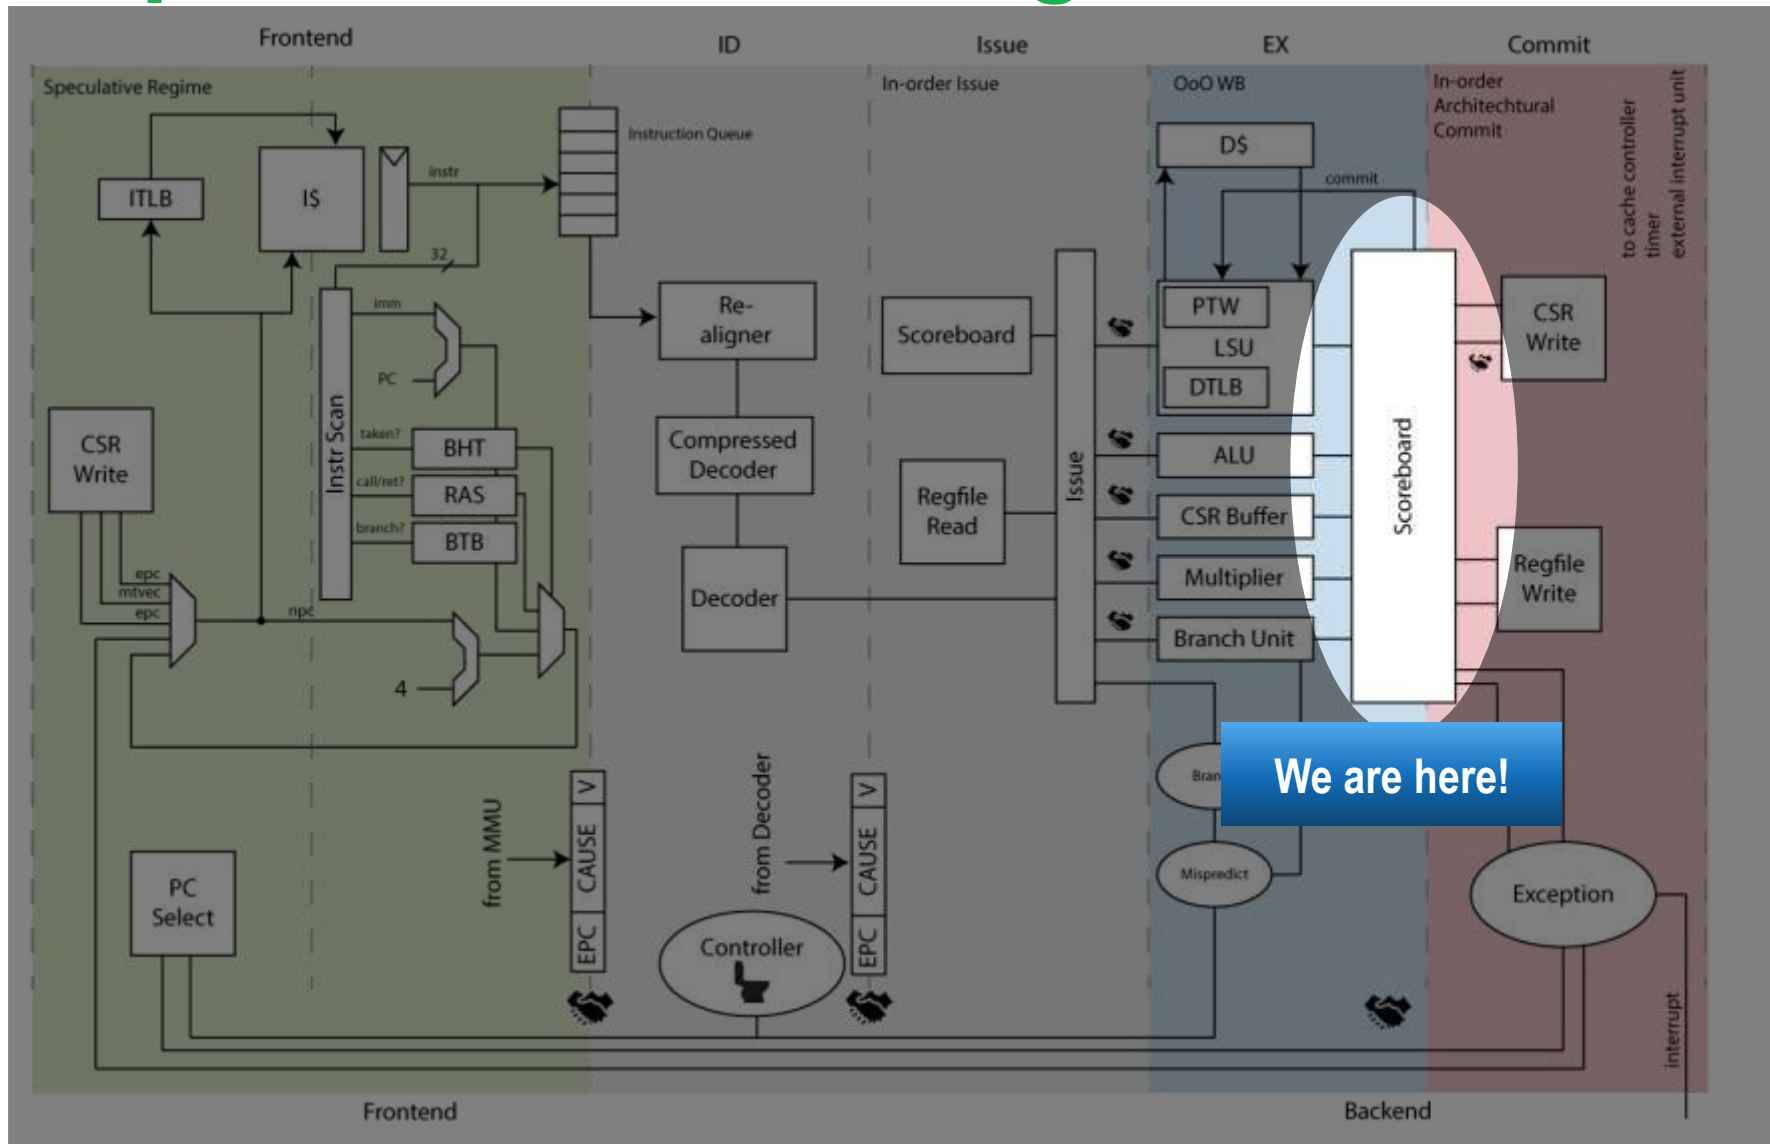 Frontend
ID
Issue
EX
Commit
Speculative Regime
In-order Issue
OoO WB
In-order
Architechtural
Commit
to cache controller
timer
external interrupt unit
Instruction Queue
D$
ITLB
I$
instr
commit
32
imm
PC
Re-
aligner
Scoreboard
PTW
LSU
DTLB
CSR
Write
CSR
Write
Instr Scan
taken?
BHT
call/ret?
RAS
branch?
BTB
Compressed
Decoder
Regfile
Read
Issue
ALU
CSR Buffer
Multiplier
Branch Unit
Scoreboard
Regfile
Write
epc
mtvec
epc
npc
4
Decoder
from MMU
V
CAUSE
EPC
from Decoder
V
CAUSE
EPC
We are here!
Mispredict
Exception
PC
Select
Controller
interrupt
Frontend
Backend